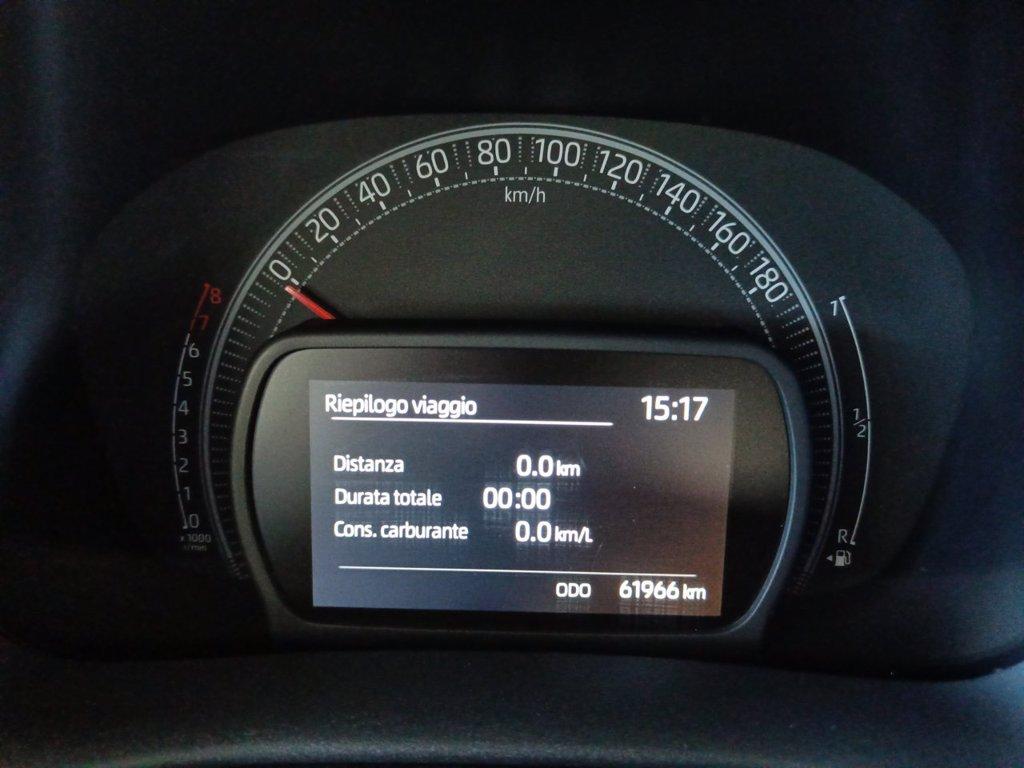 0 20 40 60 80 100 120 140 160 180
km/h
8
7
6
5
4
3
2
1
0
x 1000
r/min
1
1/2
R
Riepilogo viaggio 15:17
Distanza 0.0 km
Durata totale 00:00
Cons. carburante 0.0 km/L
ODO 61966 km